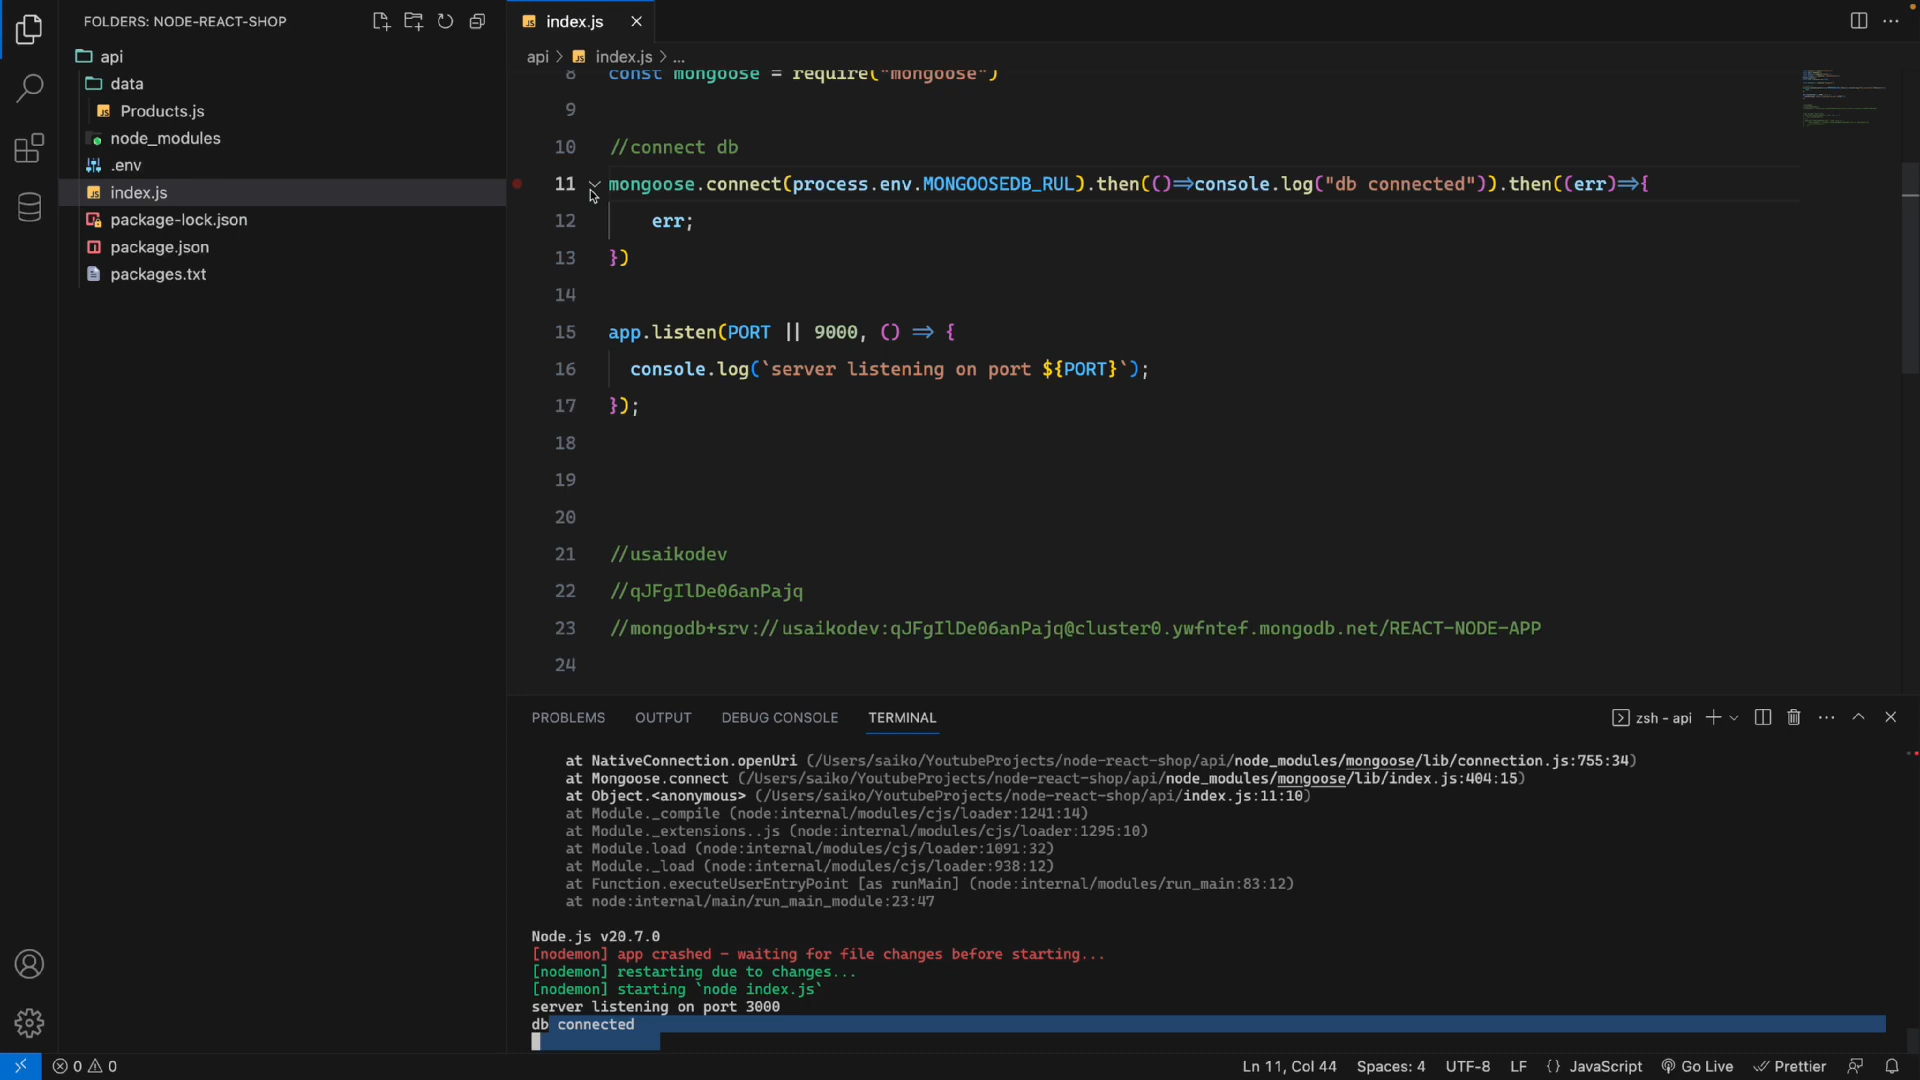 FOLDERS: NODE-REACT-SHOP
api
data
Products.js
node_modules
.env
index.js
package-lock.json
package.json
packages.txt
index.js
api > index.js > ...
8 const mongoose = require("mongoose")
9
10 //connect db
11 mongoose.connect(process.env.MONGOOSEDB_RUL).then(()=>console.log("db connected")).then((err)=>{
12 err;
13 })
14
15 app.listen(PORT || 9000, () => {
16 console.log(`server listening on port ${PORT}`);
17 });
18
19
20
21 //usaikodev
22 //qJFgIlDe06anPajq
23 //mongodb+srv://usaikodev:qJFgIlDe06anPajq@cluster0.ywfntef.mongodb.net/REACT-NODE-APP
24
PROBLEMS OUTPUT DEBUG CONSOLE TERMINAL zsh - api
at NativeConnection.openUri (/Users/saiko/YoutubeProjects/node-react-shop/api/node_modules/mongoose/lib/connection.js:755:34)
at Mongoose.connect (/Users/saiko/YoutubeProjects/node-react-shop/api/node_modules/mongoose/lib/index.js:404:15)
at Object.<anonymous> (/Users/saiko/YoutubeProjects/node-react-shop/api/index.js:11:10)
at Module._compile (node:internal/modules/cjs/loader:1241:14)
at Module._extensions..js (node:internal/modules/cjs/loader:1295:10)
at Module.load (node:internal/modules/cjs/loader:1091:32)
at Module._load (node:internal/modules/cjs/loader:938:12)
at Function.executeUserEntryPoint [as runMain] (node:internal/modules/run_main:83:12)
at node:internal/main/run_main_module:23:47
Node.js v20.7.0
[nodemon] app crashed - waiting for file changes before starting...
[nodemon] restarting due to changes...
[nodemon] starting `node index.js`
server listening on port 3000
db connected
0 0 Ln 11, Col 44 Spaces: 4 UTF-8 LF {} JavaScript Go Live Prettier